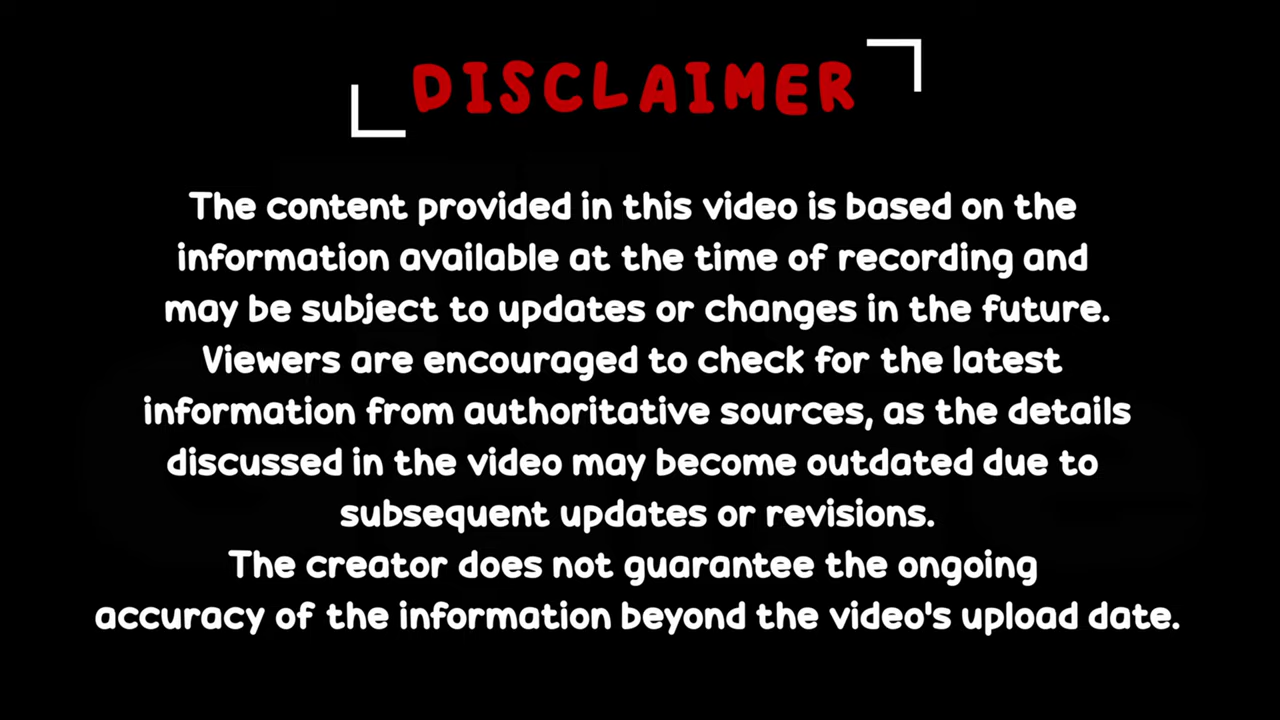 DISCLAIMER
The content provided in this video is based on the
information available at the time of recording and
may be subject to updates or changes in the future.
Viewers are encouraged to check for the latest
information from authoritative sources, as the details
discussed in the video may become outdated due to
subsequent updates or revisions.
The creator does not guarantee the ongoing
accuracy of the information beyond the video's upload date.